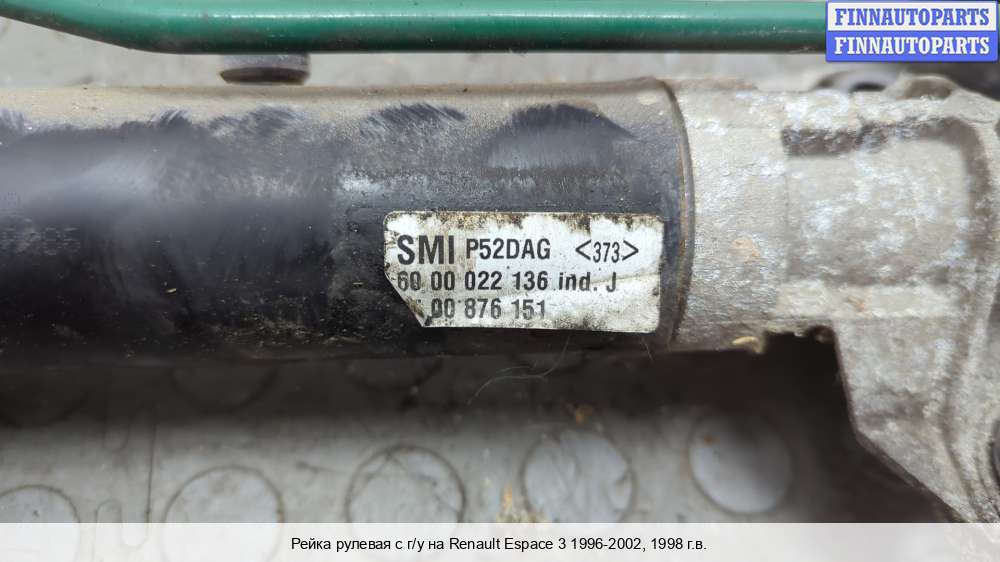 FINNAUTOPARTS
FINNAUTOPARTS
SMI P52DAG <373>
60 00 022 136 ind. J
00 876 151
Рейка рулевая с г/у на Renault Espace 3 1996-2002, 1998 г.в.